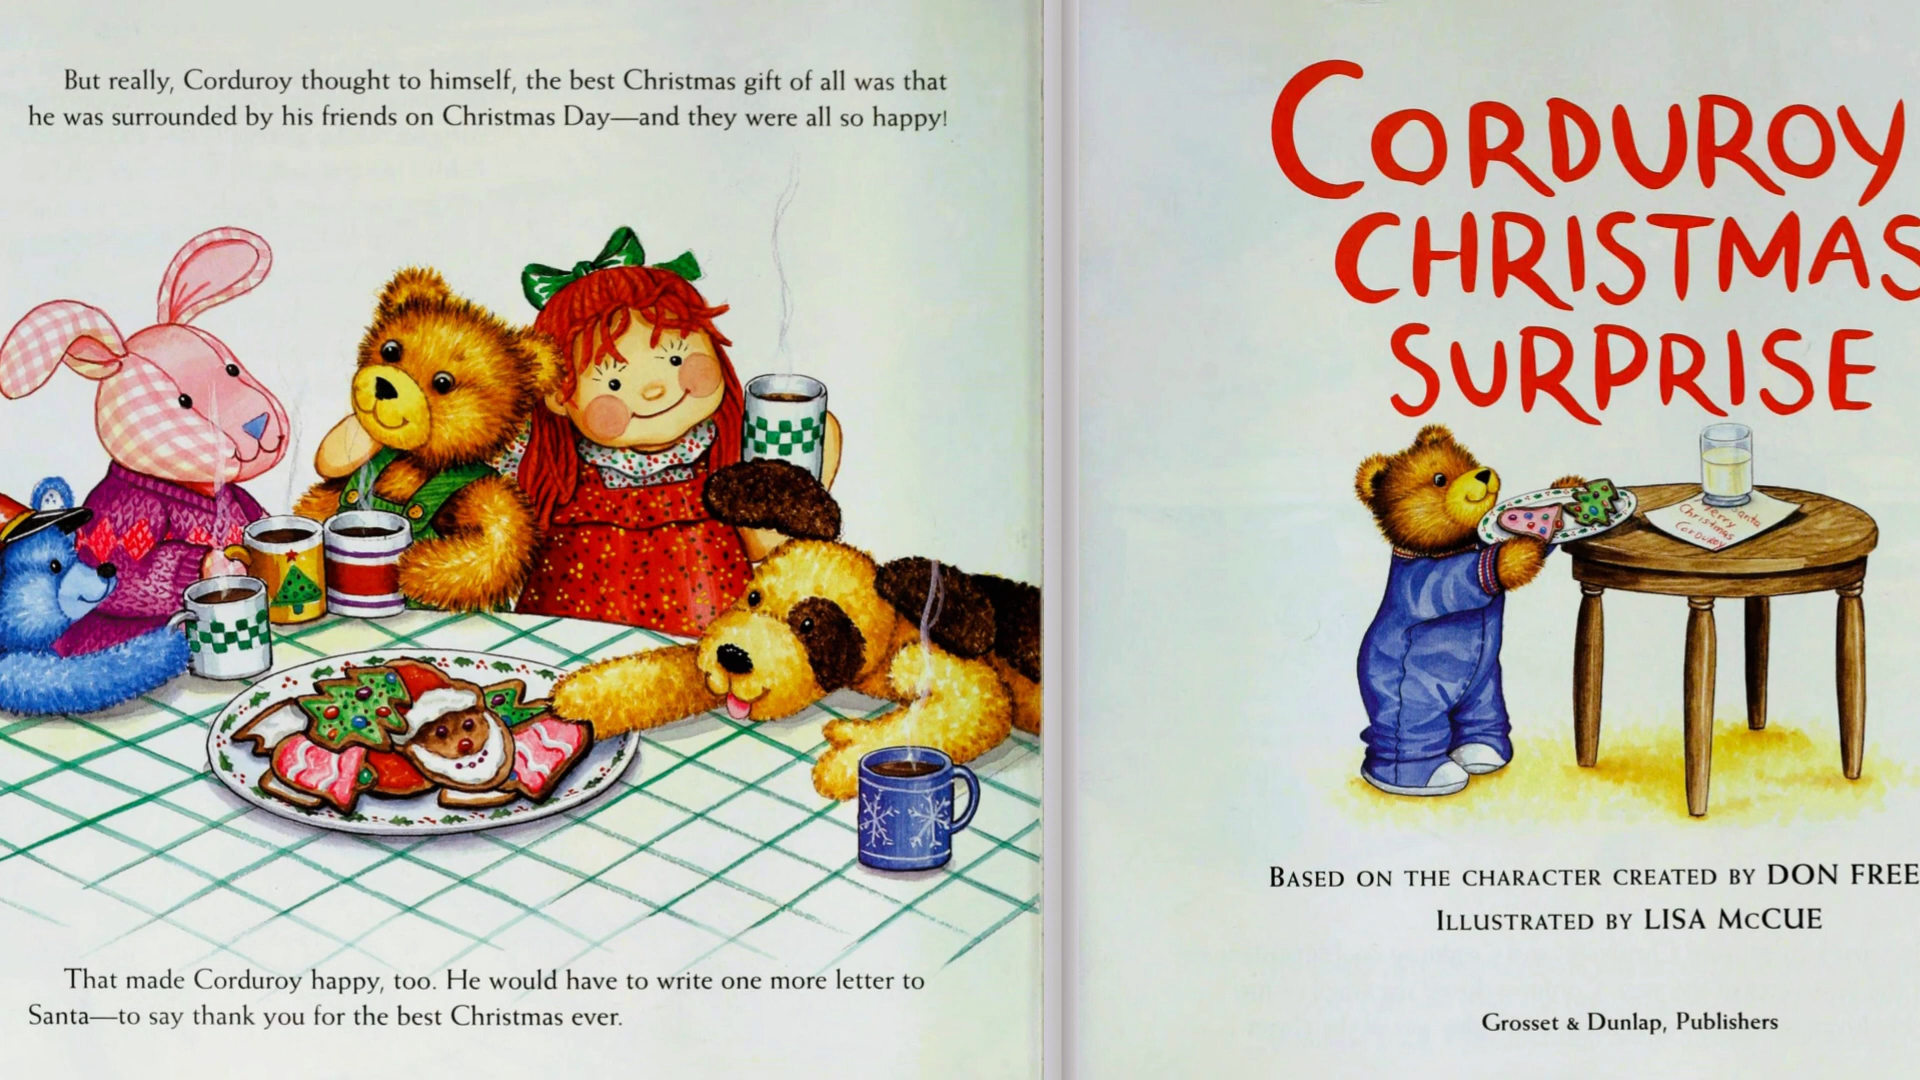 But really, Corduroy thought to himself, the best Christmas gift of all was that
he was surrounded by his friends on Christmas Day—and they were all so happy!
That made Corduroy happy, too. He would have to write one more letter to
Santa—to say thank you for the best Christmas ever.
CORDUROY
CHRISTMAS
SURPRISE
Santa
Merry
Christmas
Corduroy
BASED ON THE CHARACTER CREATED BY DON FREE
ILLUSTRATED BY LISA McCUE
Grosset & Dunlap, Publishers